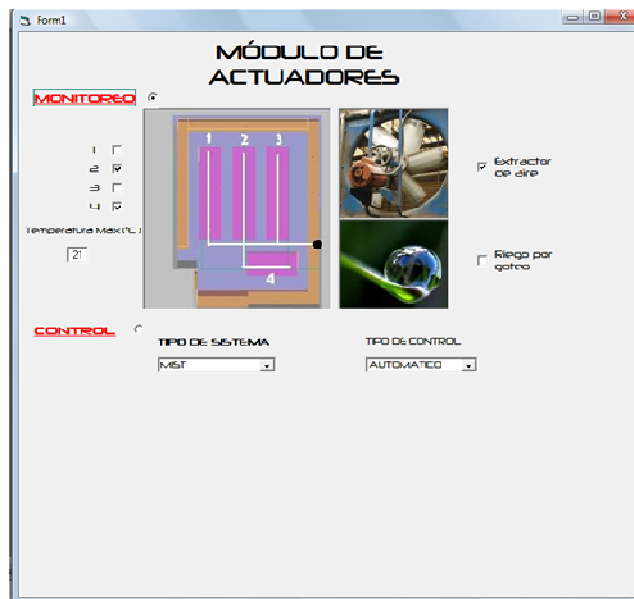 Form1
MÓDULO DE
ACTUADORES
MONITOREO
1
2
3
4
Temperatura Max(°C)
21
1 2 3
4
Extractor
de aire
Riego por
goteo
CONTROL
TIPO DE SISTEMA
MIST
TIPO DE CONTROL
AUTOMATICO